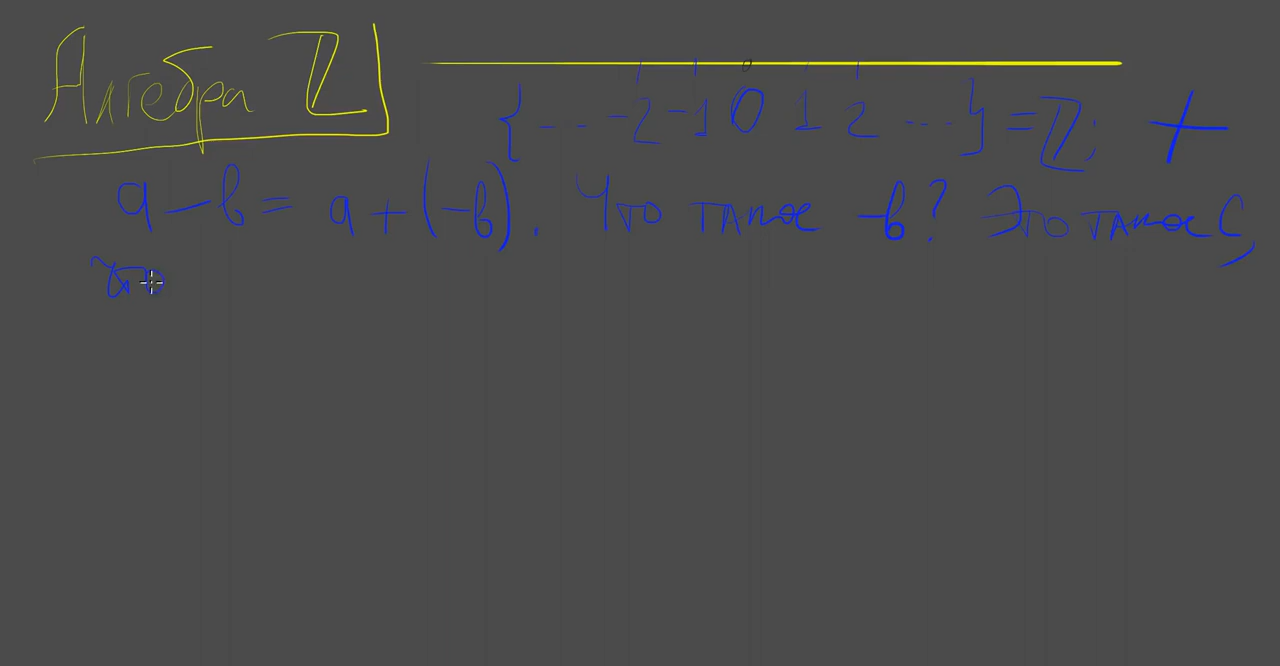 Алгебра ℤ
{ ... -2 -1 0 1 2 ... } = ℤ; +
a - b = a + (-b). Что такое -b? Это такое c,
что